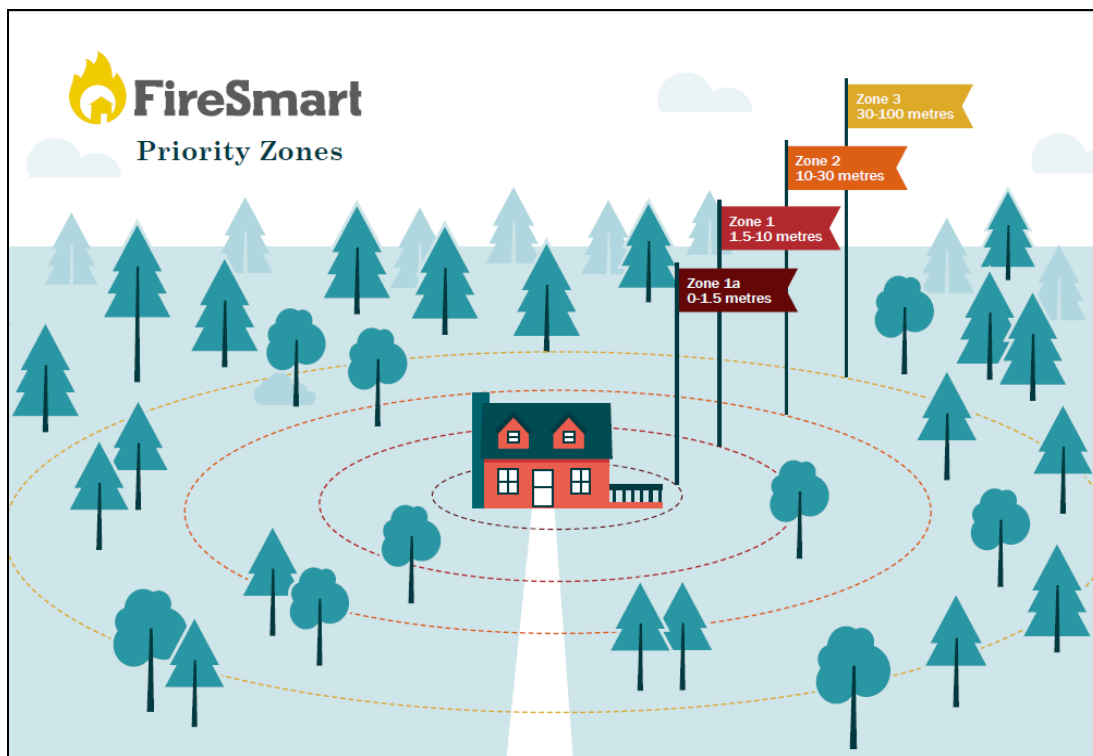 FireSmart
Priority Zones
Zone 3
30-100 metres
Zone 2
10-30 metres
Zone 1
1.5-10 metres
Zone 1a
0-1.5 metres